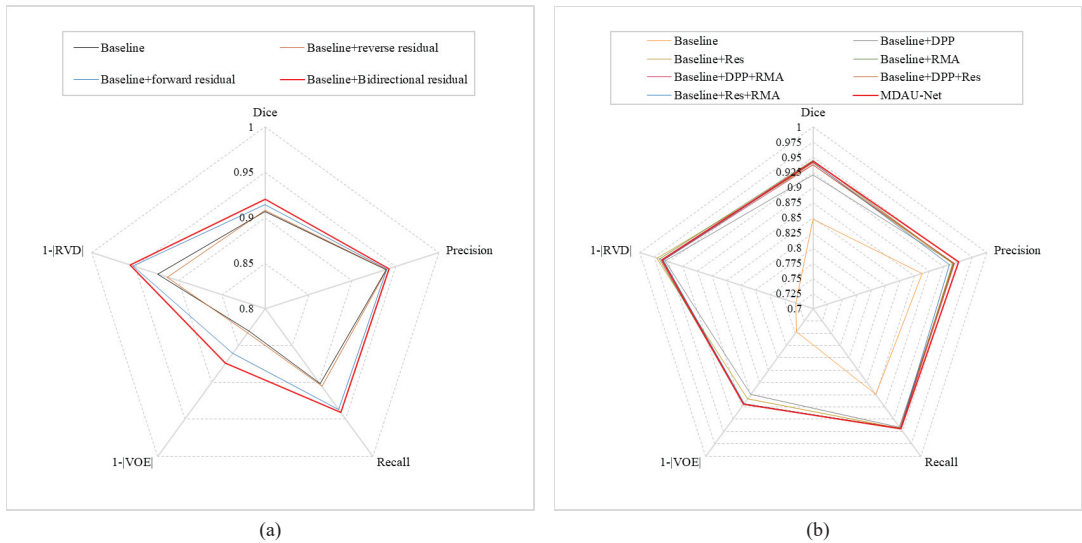 Baseline
Baseline+reverse residual
Baseline+forward residual
Baseline+Bidirectional residual
Dice
1
0.95
0.9
0.85
0.8
1-|RVD|
Precision
1-|VOE|
Recall
(a)
Baseline
Baseline+DPP
Baseline+Res
Baseline+RMA
Baseline+DPP+RMA
Baseline+DPP+Res
Baseline+Res+RMA
MDAU-Net
Dice
1
0.975
0.95
0.925
0.9
0.875
0.85
0.825
0.8
0.775
0.75
0.725
0.7
1-|RVD|
Precision
1-|VOE|
Recall
(b)